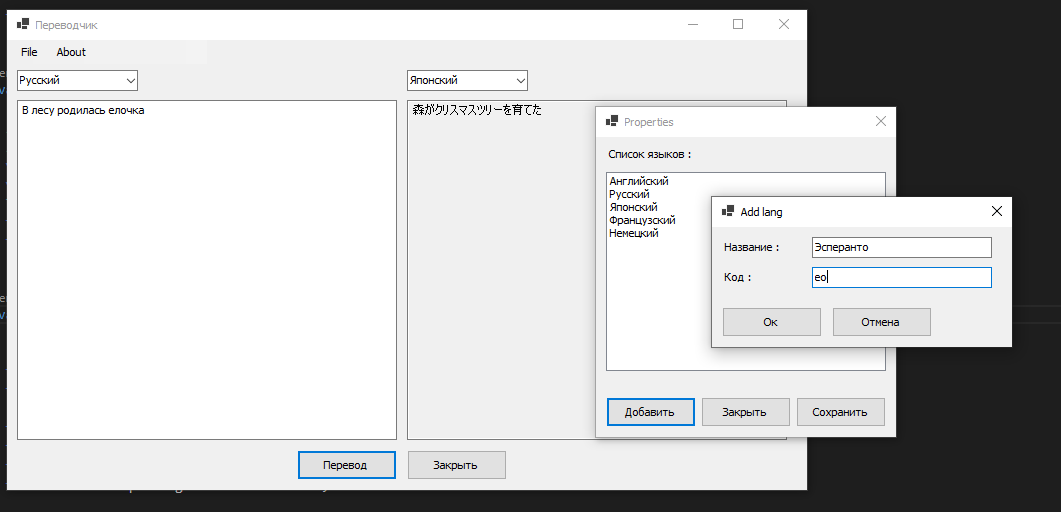 Переводчик
File About
Русский
Японский
В лесу родилась елочка
森がクリスマスツリーを育てた
Перевод
Закрыть
Properties
Список языков :
Английский
Русский
Японский
Французский
Немецкий
Добавить
Закрыть
Сохранить
Add lang
Название :
Эсперанто
Код :
eo
Ок
Отмена